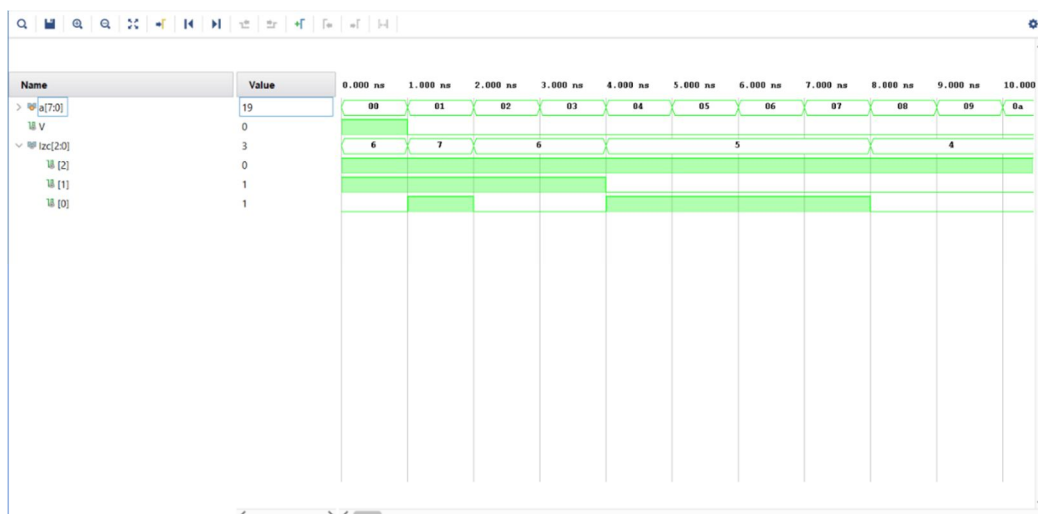 Name Value 0.000 ns 1.000 ns 2.000 ns 3.000 ns 4.000 ns 5.000 ns 6.000 ns 7.000 ns 8.000 ns 9.000 ns 10.000
a[7:0] 19 00 01 02 03 04 05 06 07 08 09 0a
V 0
lzc[2:0] 3 6 7 6 5 4
[2] 0
[1] 1
[0] 1